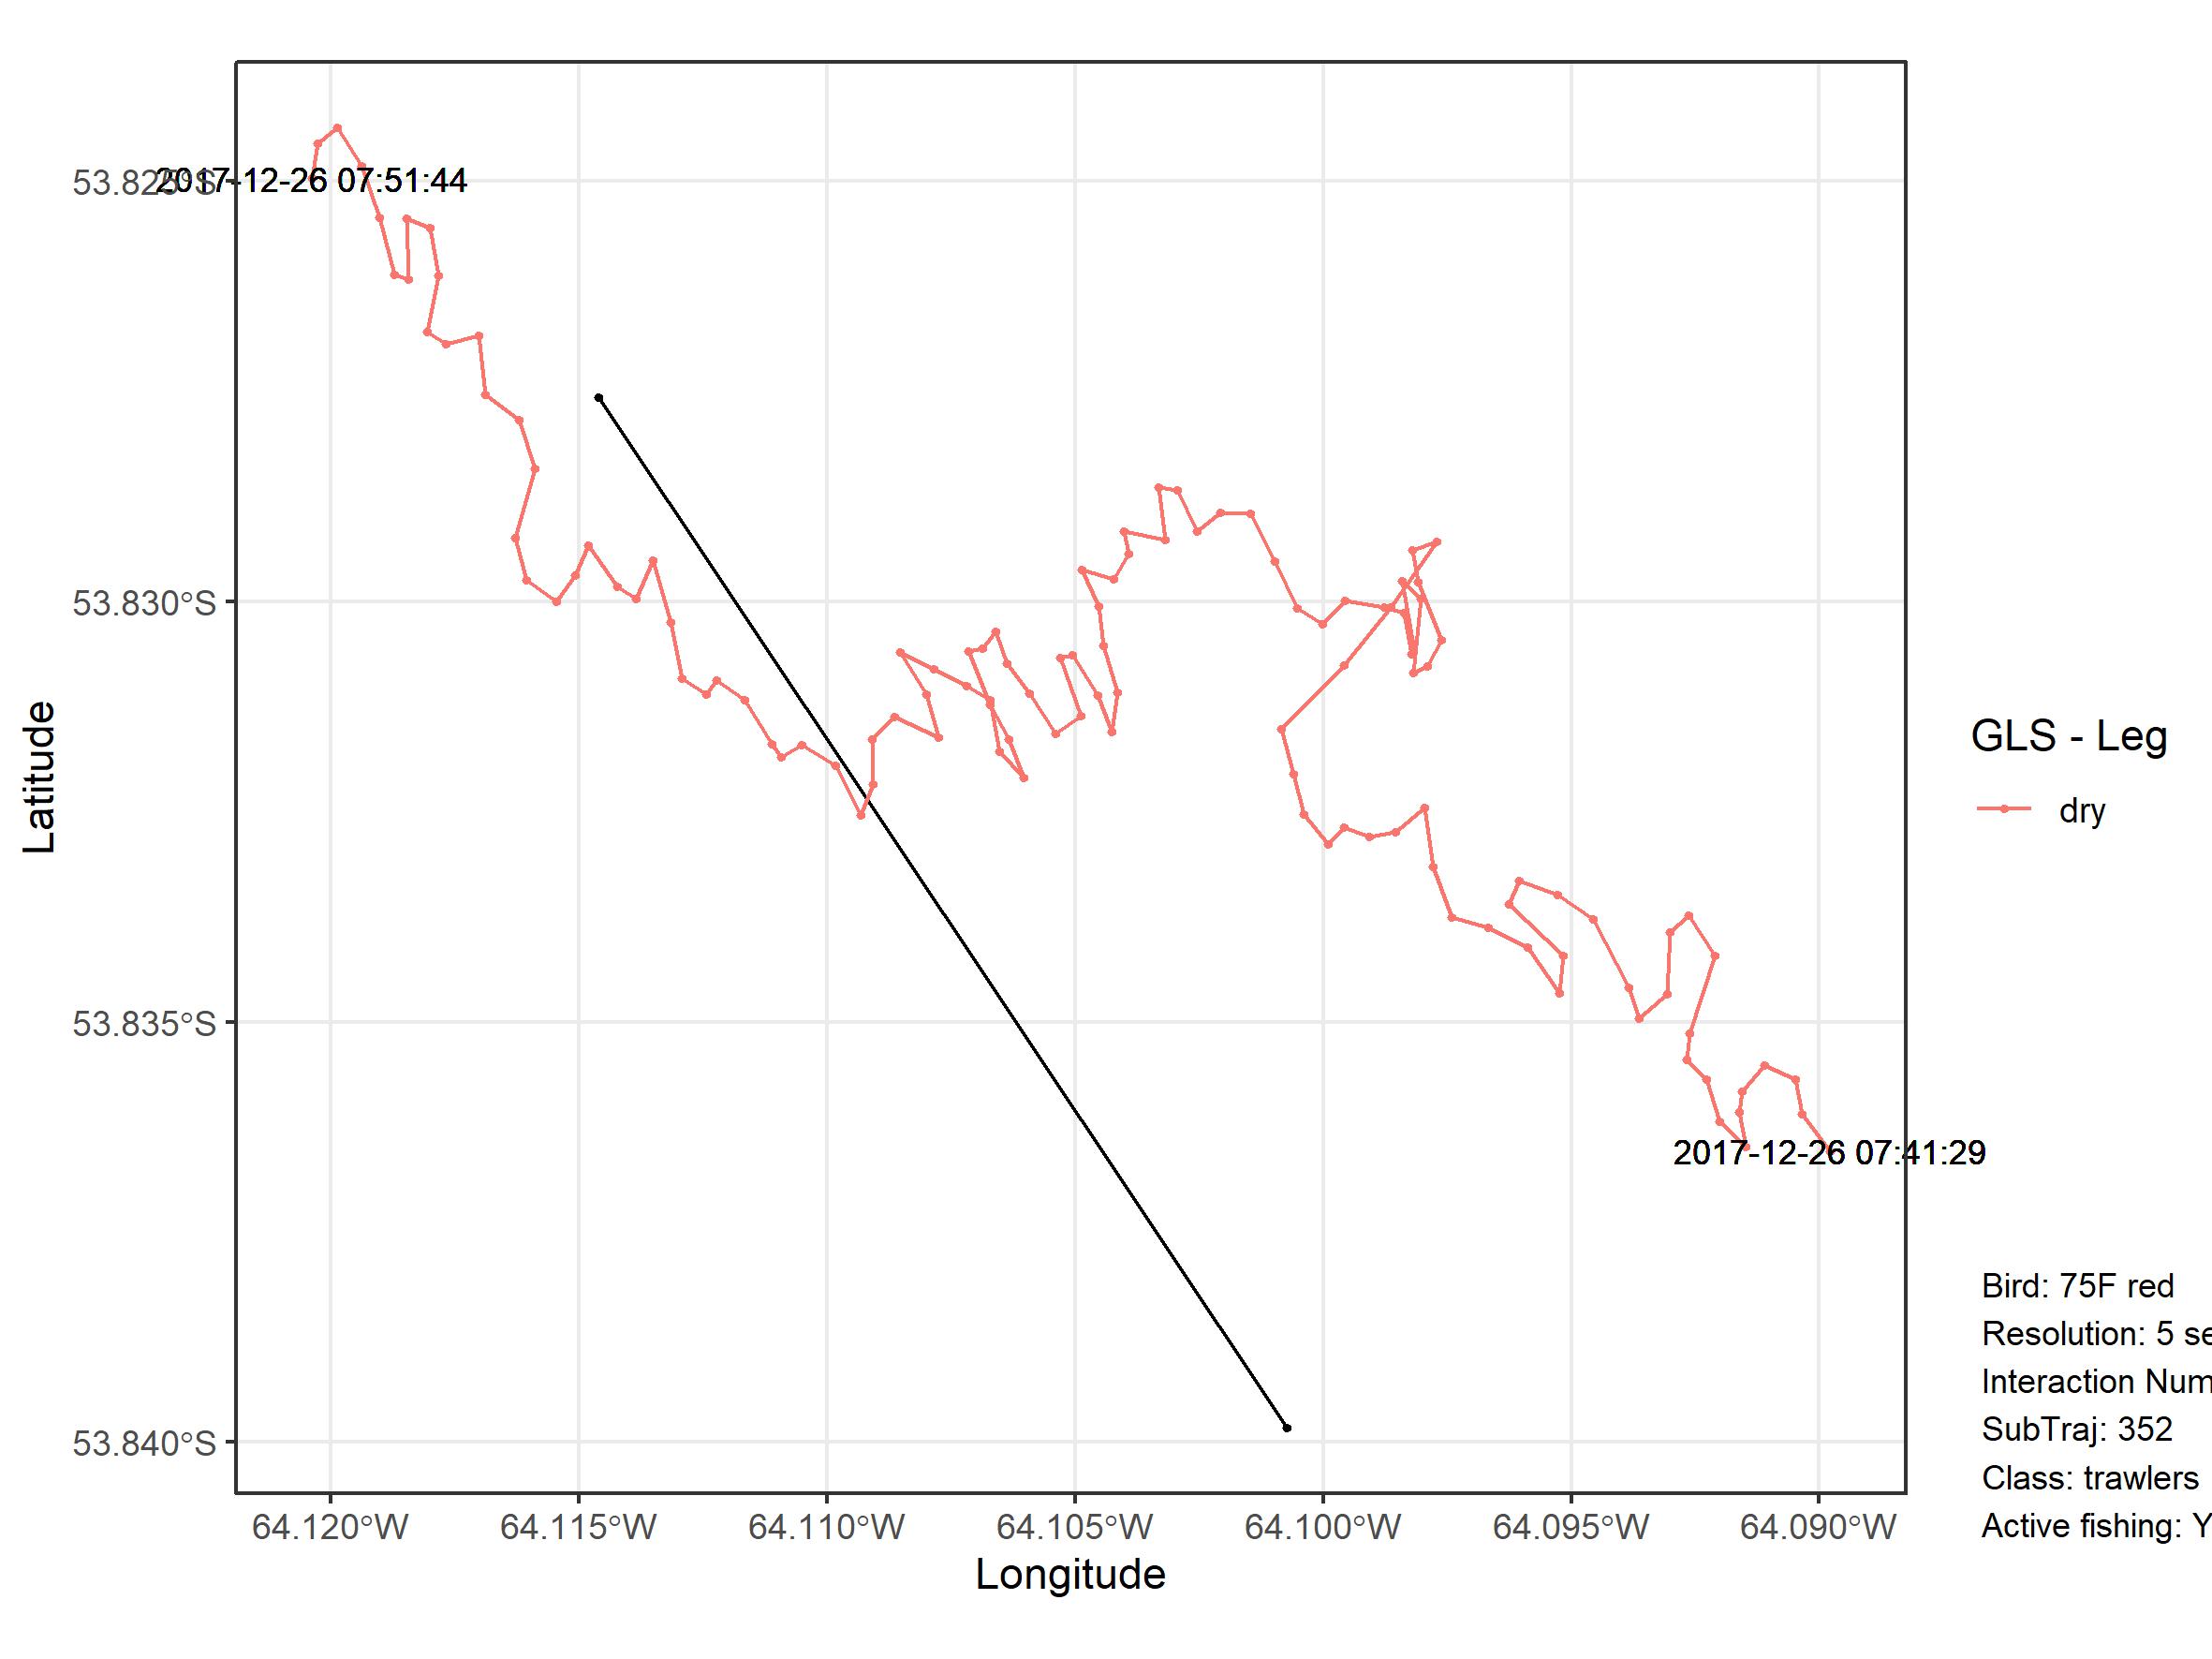 53.825°S
2017-12-26 07:51:44
53.830°S
53.835°S
53.840°S
Latitude
2017-12-26 07:41:29
64.120°W
64.115°W
64.110°W
64.105°W
64.100°W
64.095°W
64.090°W
Longitude
GLS - Leg
dry
Bird: 75F red
Resolution: 5
Interaction
SubTraj: 352
Class: trawlers
Active fishing: